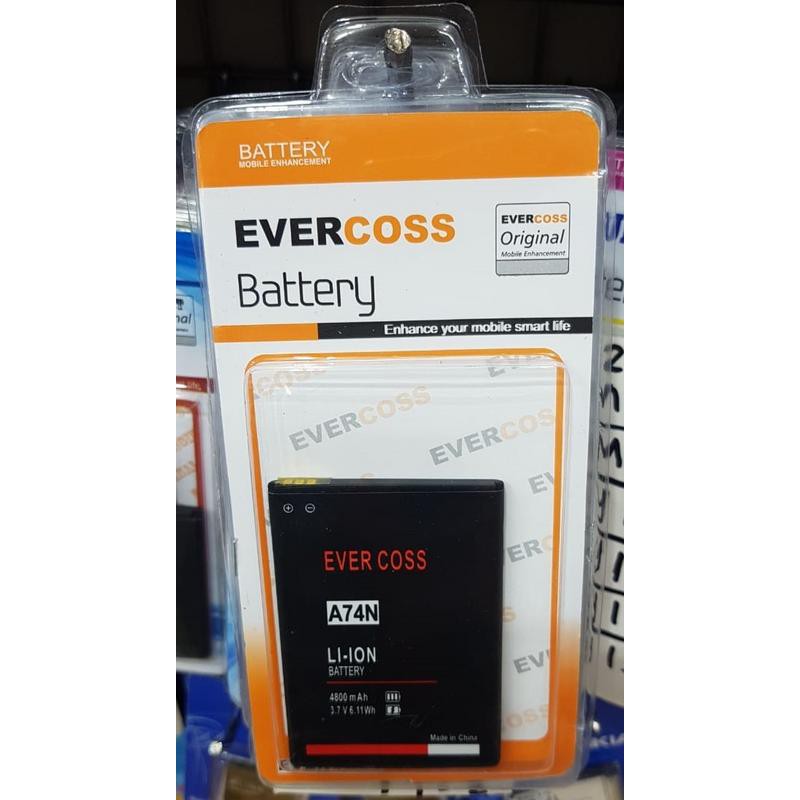 BATTERY
MOBILE ENHANCEMENT
EVERCOSS
Battery
EVERCOSS
Original
Mobile Enhancement
Enhance your mobile smart life
EVERCOSS
EVERCOSS
EVER COSS
A74N
LI-ION
BATTERY
4800 mAh
3.7 V 6.11Wh
Made in China